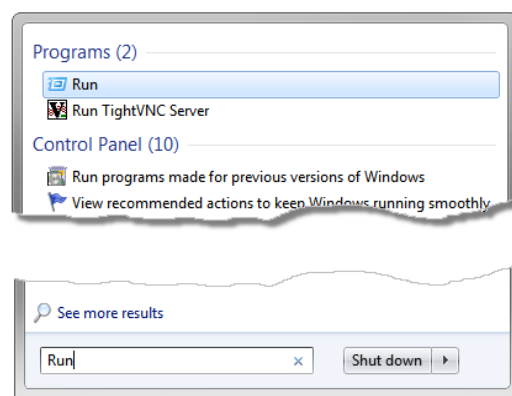 Programs (2)
Run
Run TightVNC Server
Control Panel (10)
Run programs made for previous versions of Windows
View recommended actions to keep Windows running smoothly
See more results
Run
Shut down